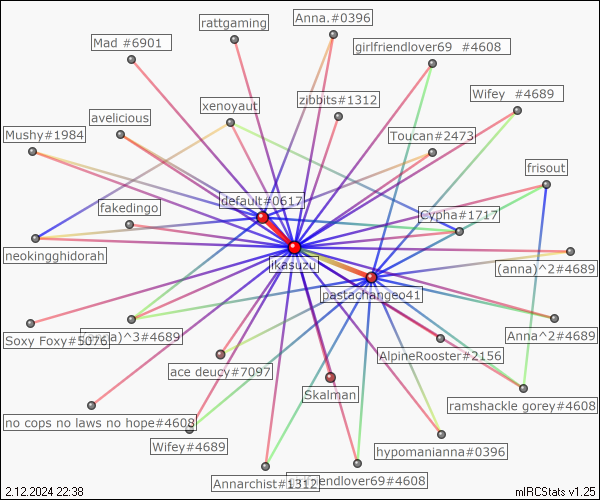 Anna.#0396
rattgaming
Mad #6901
girlfriendlover69 #4608
Wifey #4689
zibbits#1312
xenoyaut
avelicious
Mushy#1984
Toucan#2473
frisout
default#0617
fakedingo
Cypha#1717
neokingghidorah
ikasuzu
(anna)^2#4689
pastachangeo41
Soxy Foxy#5076
(anna)^3#4689
Anna^2#4689
AlpineRooster#2156
ace deucy#7097
Skalman
ramshackle gorey#4608
no cops no laws no hope#4608
Wifey#4689
hypomanianna#0396
Annarchist#1312
girlfriendlover69#4608
2.12.2024 22:38
mIRCStats v1.25